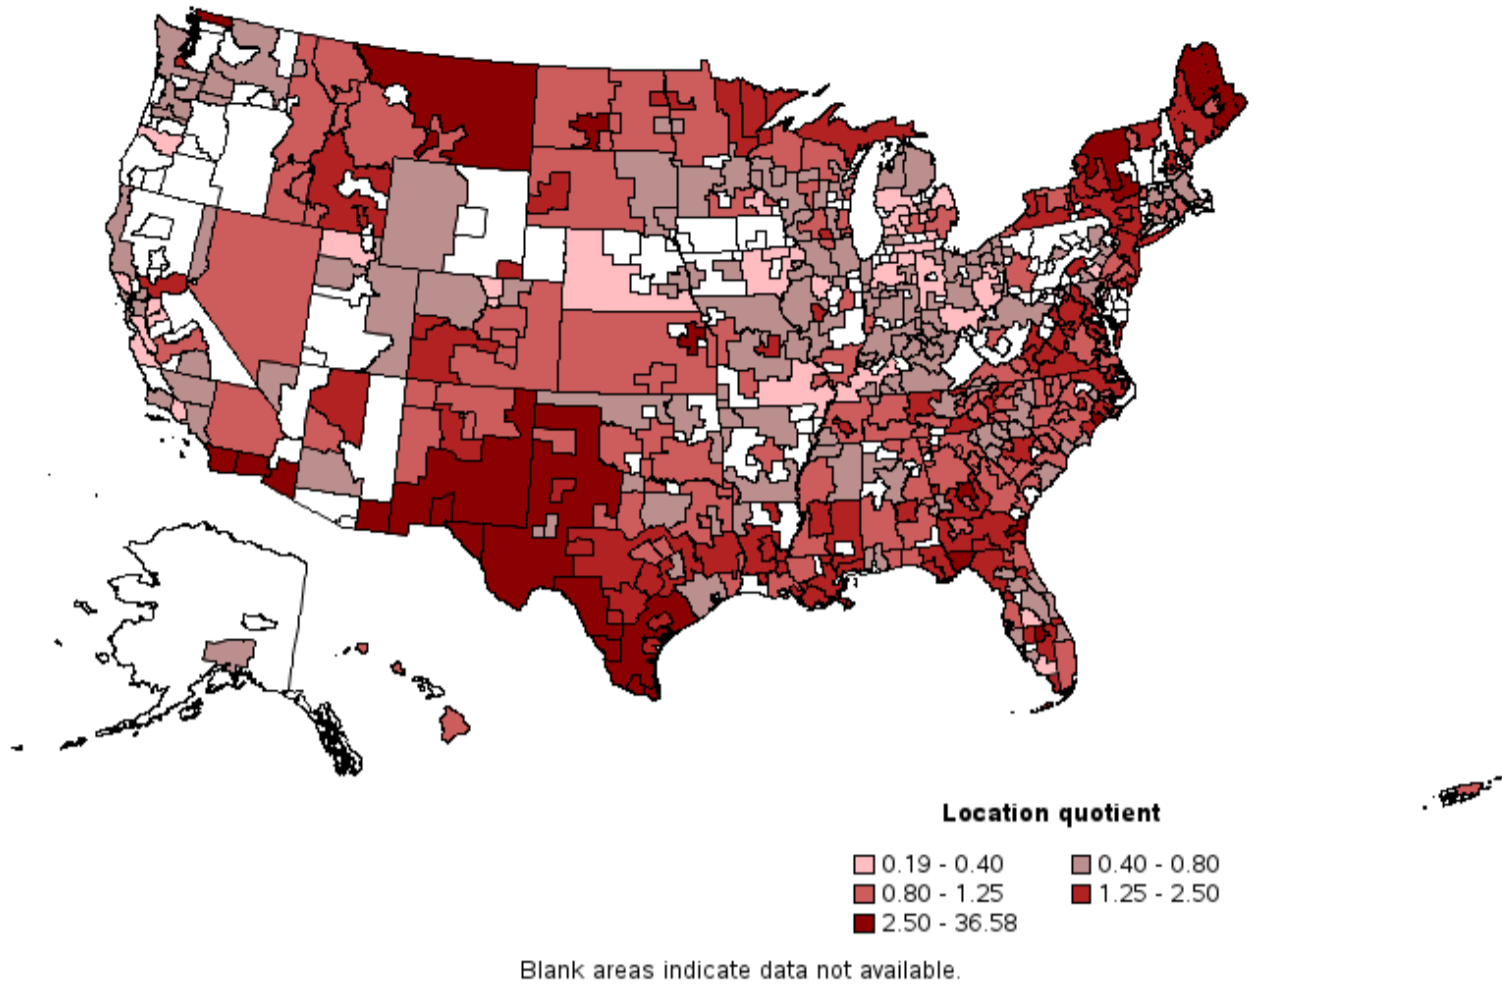 Location quotient
0.19 - 0.40 0.40 - 0.80
0.80 - 1.25 1.25 - 2.50
2.50 - 36.58
Blank areas indicate data not available.